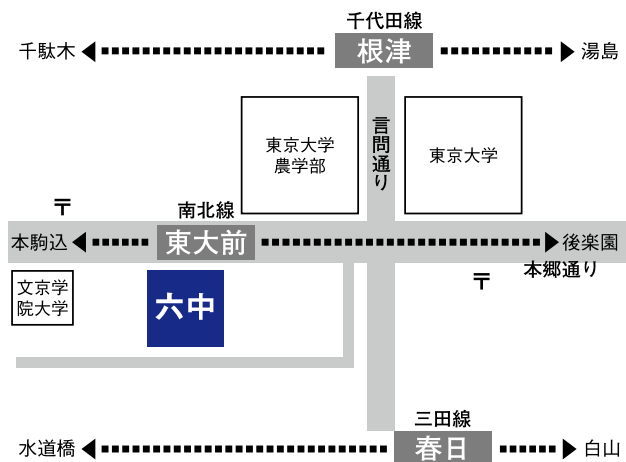 千代田線
千駄木
根津
湯島
東京大学
農学部
言問通り
東京大学
〒
南北線
本駒込
東大前
後楽園
本郷通り
〒
文京学
院大学
六中
三田線
水道橋
春日
白山